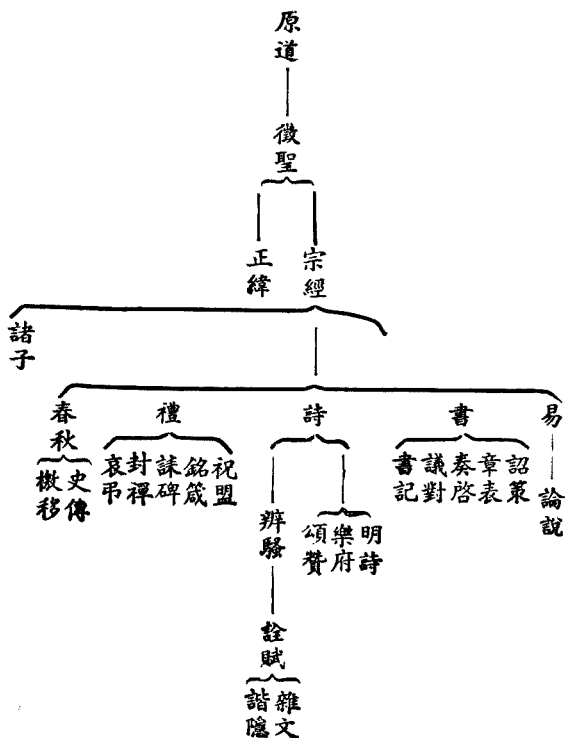 原道
徵聖
宗經
正緯
諸子
易
書
詩
禮
春秋
論說
詔策
章表
奏啓
議對
書記
明詩
樂府
頌贊
辨騷
詮賦
雜文
諧隱
祝盟
銘箴
誄碑
封禪
哀弔
史傳
檄移